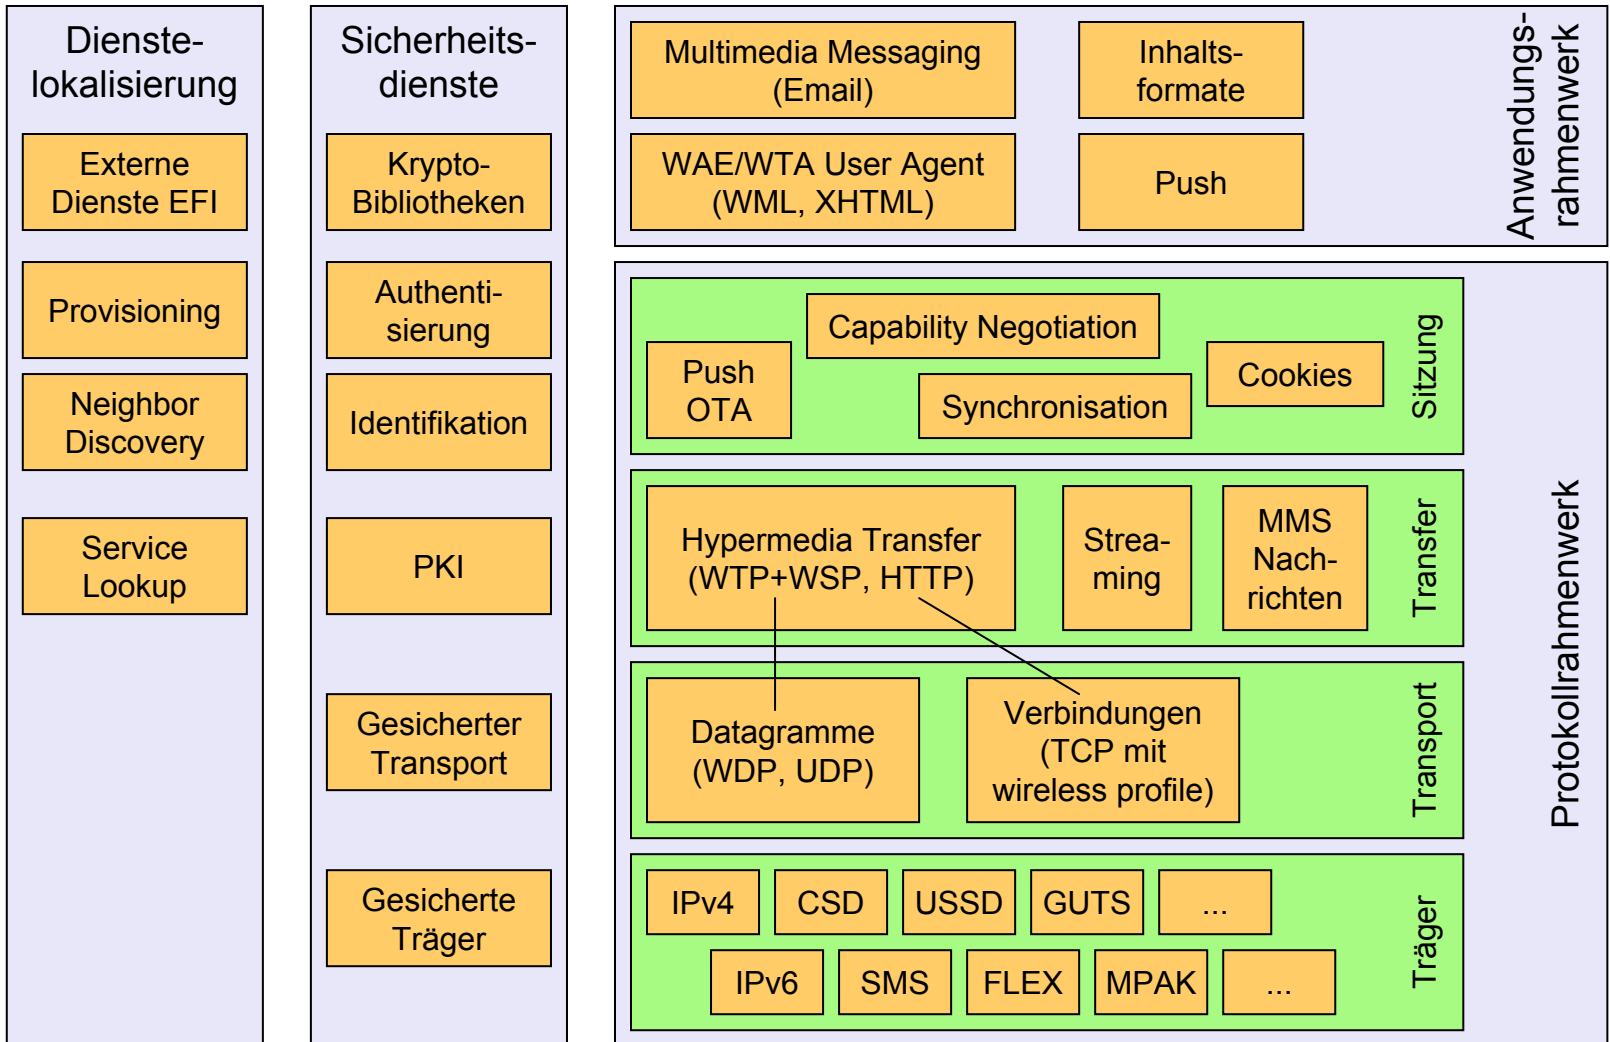 Dienste-
lokalisierung
Externe
Dienste EFI
Provisioning
Neighbor
Discovery
Service
Lookup
Sicherheits-
dienste
Krypto-
Bibliotheken
Authenti-
sierung
Identifikation
PKI
Gesicherter
Transport
Gesicherte
Träger
Multimedia Messaging
(Email)
Inhalts-
formate
WAE/WTA User Agent
(WML, XHTML)
Push
Anwendungs-
rahmenwerk
Capability Negotiation
Push
OTA
Synchronisation
Cookies
Sitzung
Hypermedia Transfer
(WTP+WSP, HTTP)
Strea-
ming
MMS
Nach-
richten
Transfer
Datagramme
(WDP, UDP)
Verbindungen
(TCP mit
wireless profile)
Transport
IPv4
CSD
USSD
GUTS
...
IPv6
SMS
FLEX
MPAK
...
Träger
Protokollrahmenwerk